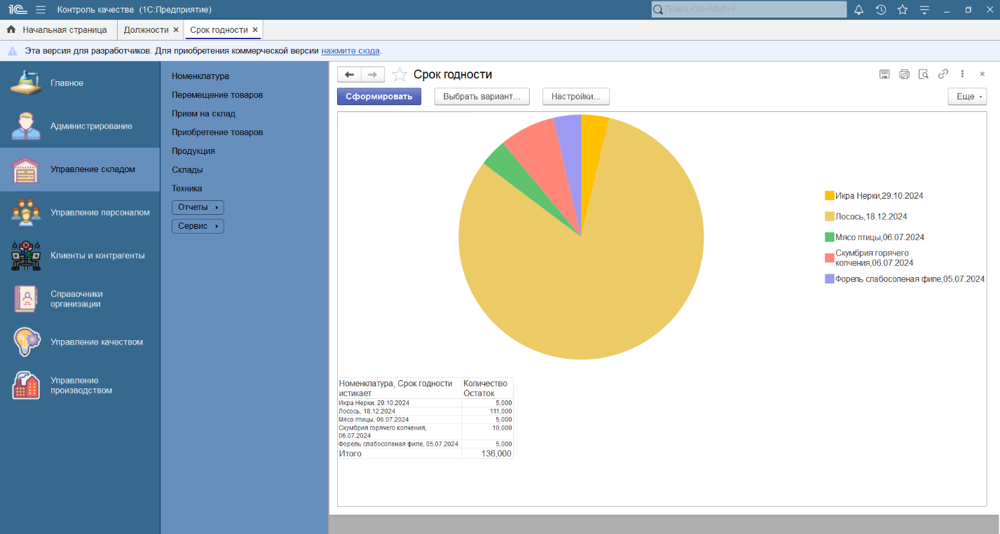 1С Контроль качества (1С:Предприятие) Поиск Ctrl+Shift+F
Начальная страница Должности × Срок годности ×
Эта версия для разработчиков. Для приобретения коммерческой версии нажмите сюда.
Главное
Администрирование
Управление складом
Управление персоналом
Клиенты и контрагенты
Справочники
организации
Управление качеством
Управление
производством
Номенклатура
Перемещение товаров
Прием на склад
Приобретение товаров
Продукция
Склады
Техника
Отчеты
Сервис
Срок годности
Сформировать Выбрать вариант... Настройки... Еще
Икра Нерки,29.10.2024
Лосось,18.12.2024
Мясо птицы,06.07.2024
Скумбрия горячего
копчения,06.07.2024
Форель слабосоленая филе,05.07.2024
Номенклатура, Срок годности Количество
истикает Остаток
Икра Нерки, 29.10.2024 5,000
Лосось, 18.12.2024 111,000
Мясо птицы, 06.07.2024 5,000
Скумбрия горячего копчения, 10,000
06.07.2024
Форель слабосоленая филе, 05.07.2024 5,000
Итого 136,000